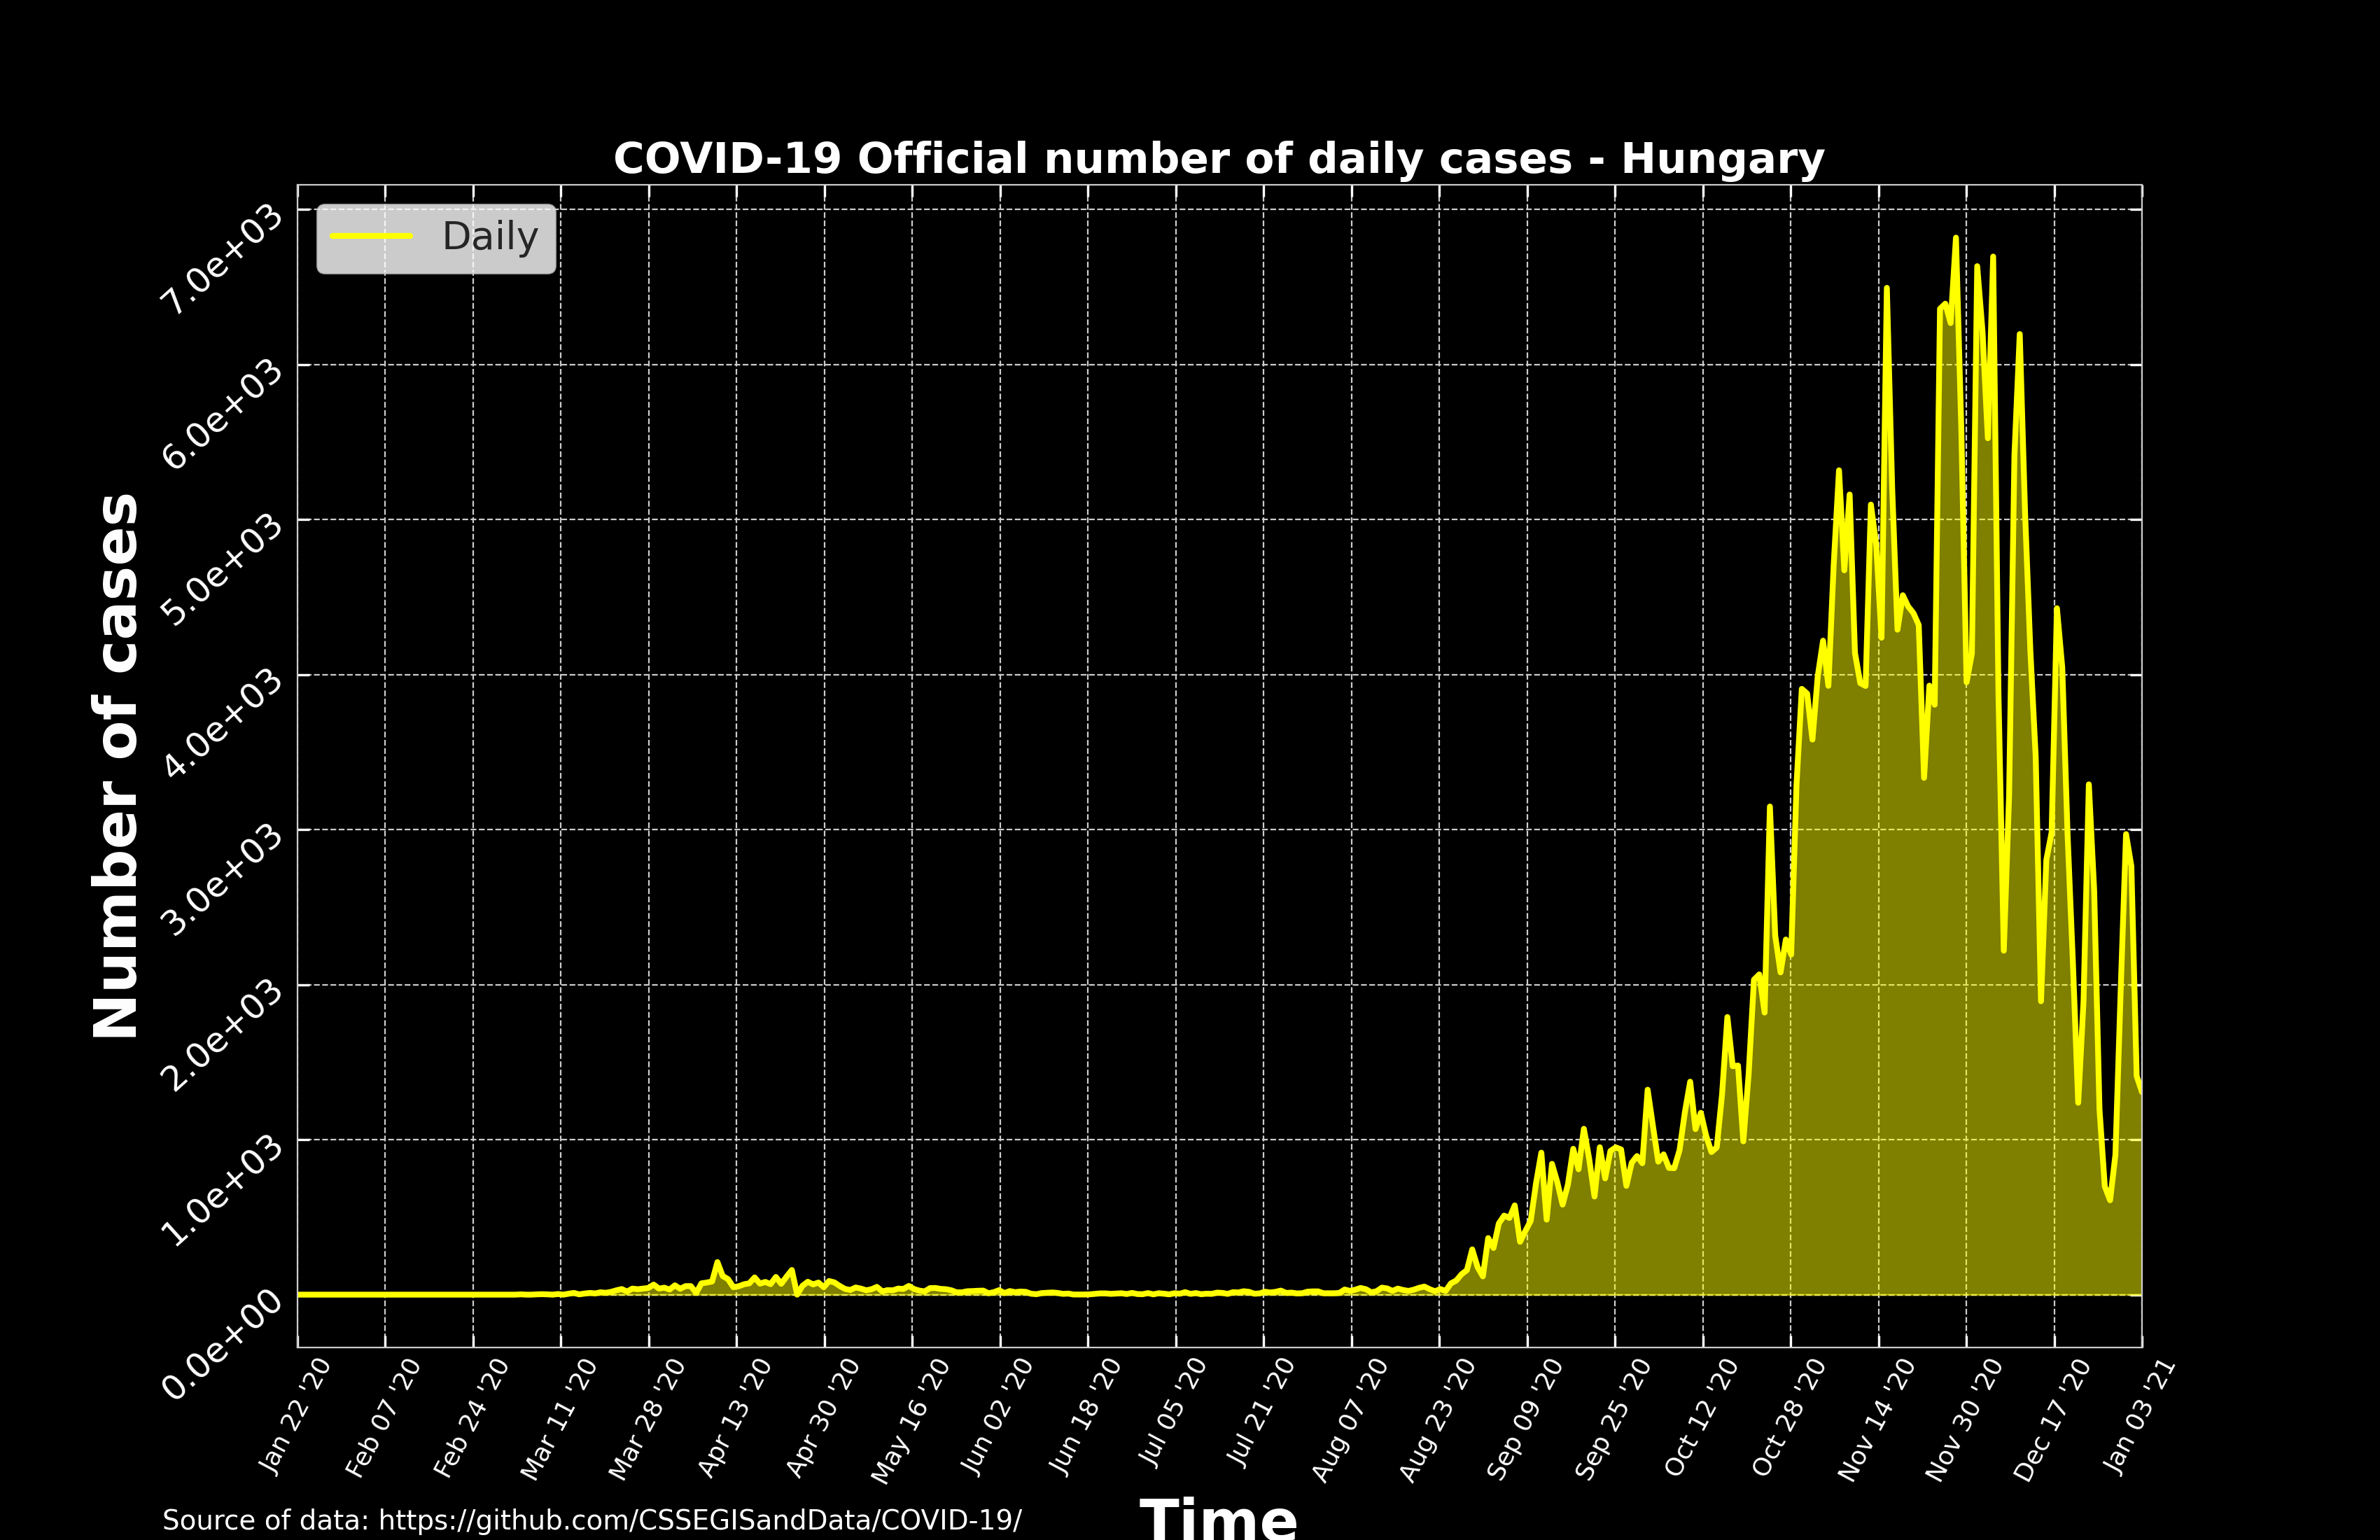 COVID-19 Official number of daily cases - Hungary
Daily
Number of cases
7.0e+03
6.0e+03
5.0e+03
4.0e+03
3.0e+03
2.0e+03
1.0e+03
0.0e+00
Jan 22 '20
Feb 07 '20
Feb 24 '20
Mar 11 '20
Mar 28 '20
Apr 13 '20
Apr 30 '20
May 16 '20
Jun 02 '20
Jun 18 '20
Jul 05 '20
Jul 21 '20
Aug 07 '20
Aug 23 '20
Sep 09 '20
Sep 25 '20
Oct 12 '20
Oct 28 '20
Nov 14 '20
Nov 30 '20
Dec 17 '20
Jan 03 '21
Time
Source of data: https://github.com/CSSEGISandData/COVID-19/